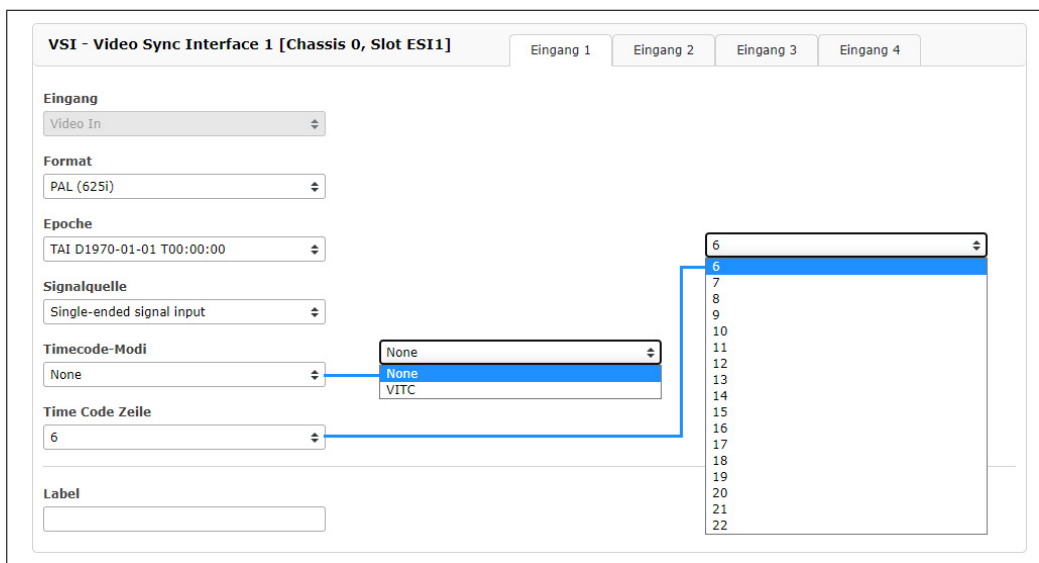 VSI - Video Sync Interface 1 [Chassis 0, Slot ESI1]
Eingang 1
Eingang 2
Eingang 3
Eingang 4
Eingang
Video In
Format
PAL (625i)
Epoche
TAI D1970-01-01 T00:00:00
Signalquelle
Single-ended signal input
Timecode-Modi
None
None
None
VITC
Time Code Zeile
6
6
6
7
8
9
10
11
12
13
14
15
16
17
18
19
20
21
22
Label